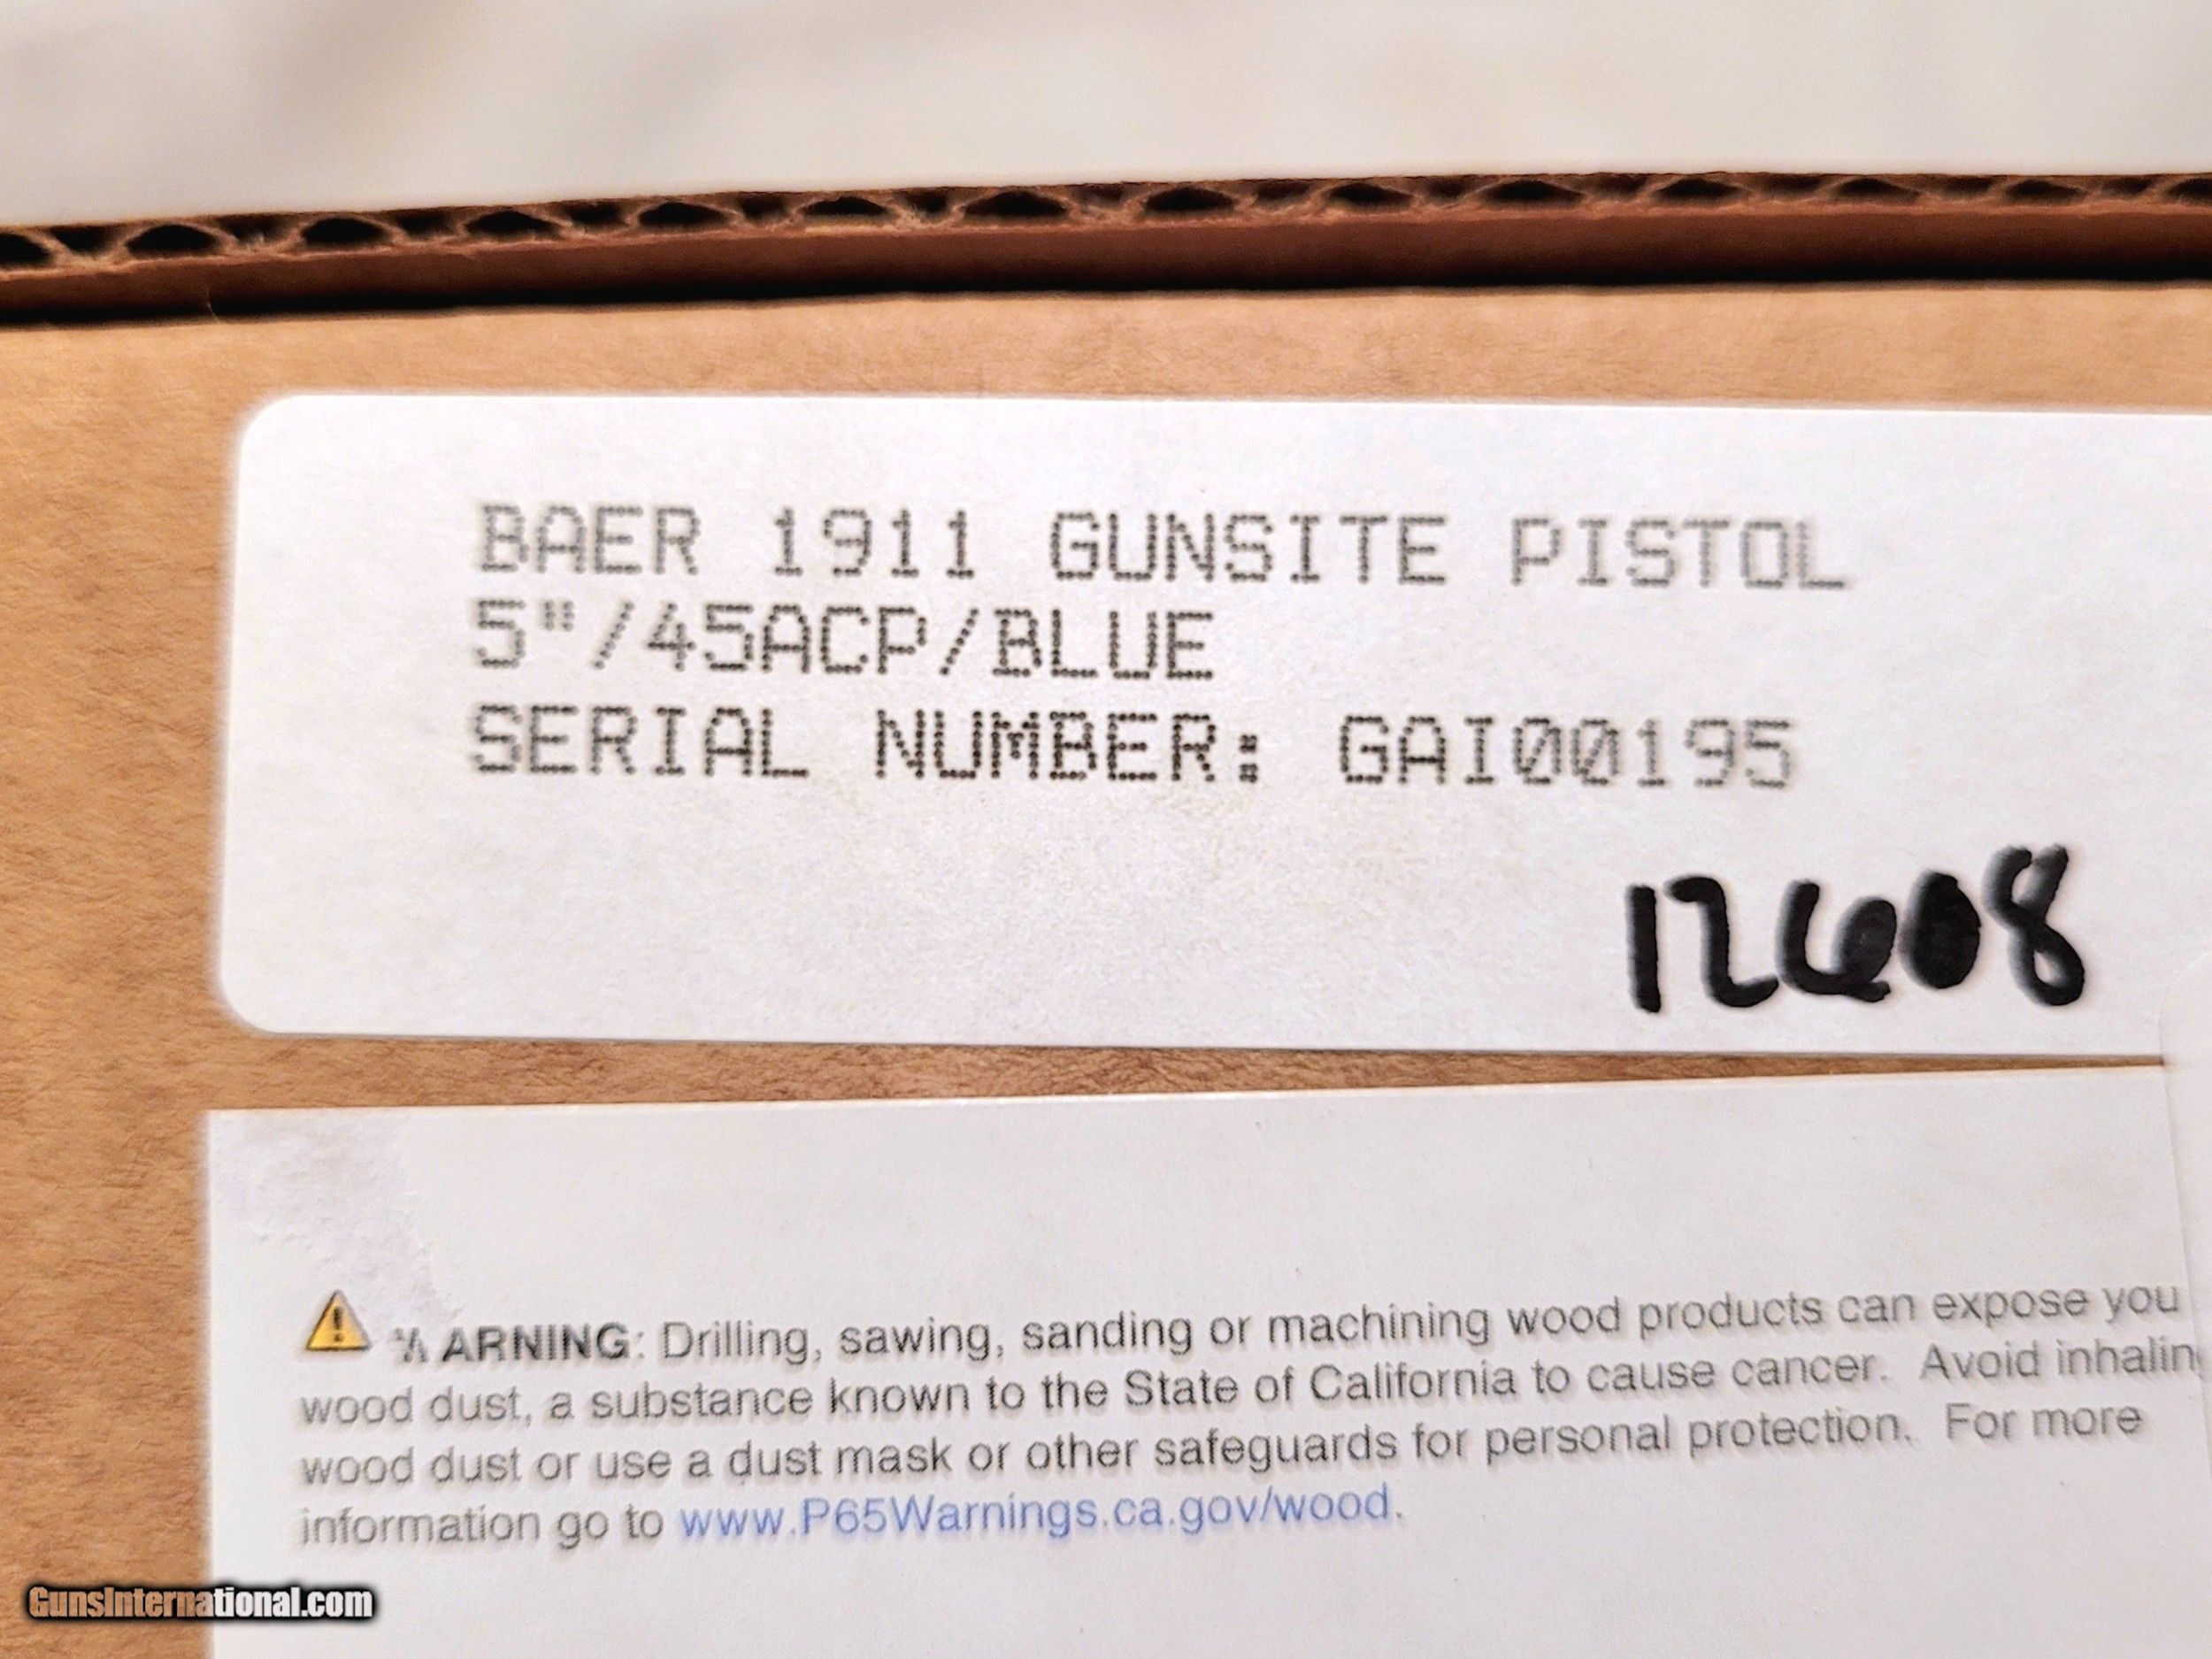 BAER 1911 GUNSITE PISTOL
5"/45ACP/BLUE
SERIAL NUMBER: GAI00195
12608
WARNING: Drilling, sawing, sanding or machining wood products can expose you
wood dust, a substance known to the State of California to cause cancer. Avoid inhalin
wood dust or use a dust mask or other safeguards for personal protection. For more
information go to www.P65Warnings.ca.gov/wood.
GunsInternational.com